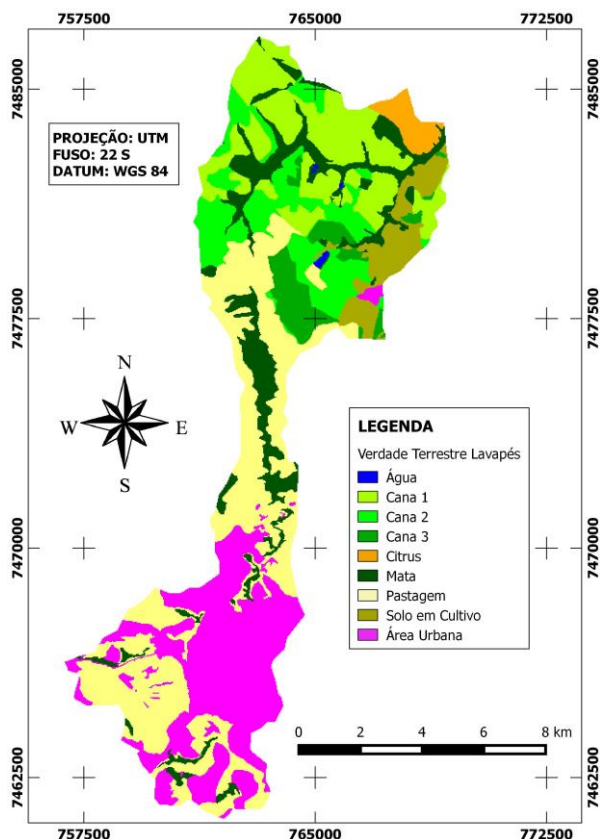 757500 765000 772500
7485000
7485000
PROJEÇÃO: UTM
FUSO: 22 S
DATUM: WGS 84
7477500
7477500
N
W E
S
LEGENDA
Verdade Terrestre Lavapés
Água
Cana 1
Cana 2
Cana 3
Citrus
Mata
Pastagem
Solo em Cultivo
Área Urbana
7470000
7470000
0 2 4 6 8 km
7462500
7462500
757500 765000 772500